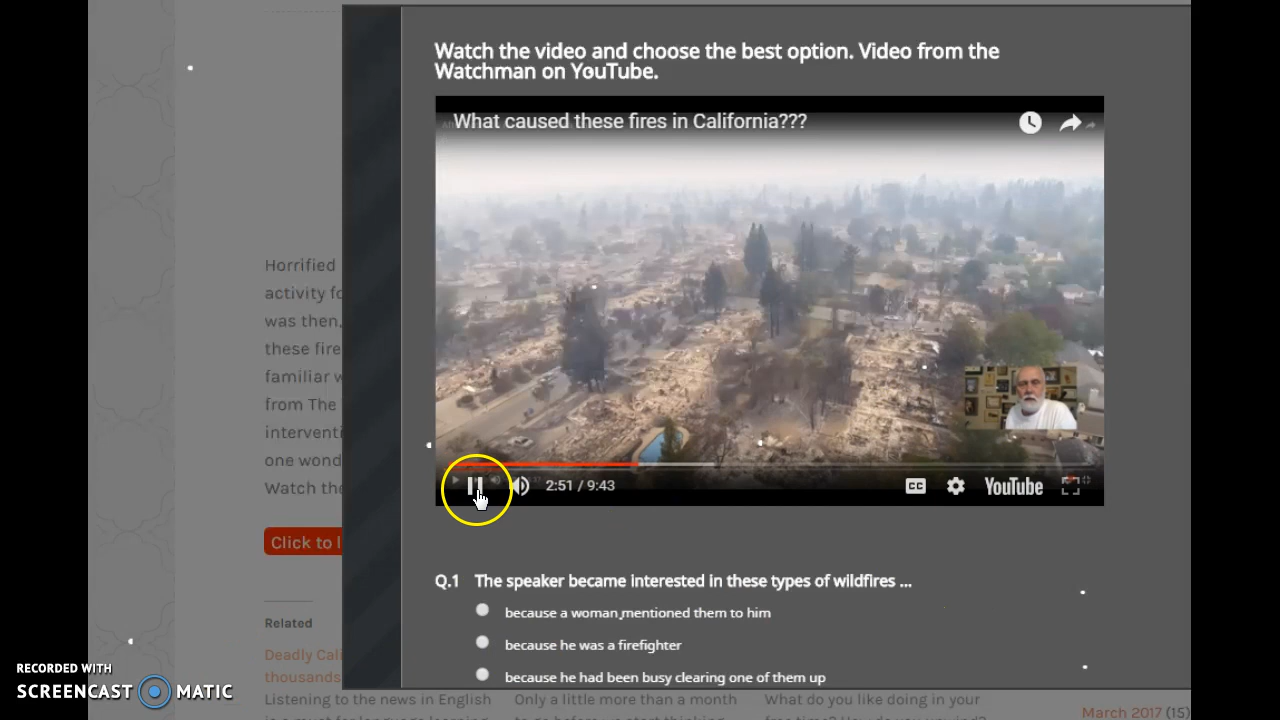 Watch the video and choose the best option. Video from the
Watchman on YouTube.
What caused these fires in California???
Horrified
activity fo
was then,
these fire
familiar w
from The
interventi
one wond
Watch the
2:51 / 9:43
CC
YouTube
Click to l
Q.1 The speaker became interested in these types of wildfires ...
because a woman mentioned them to him
because he was a firefighter
because he had been busy clearing one of them up
Related
Deadly Cali
thousands
Listening to the news in English
Only a little more than a month
What do you like doing in your
March 2017 (15)
RECORDED WITH
SCREENCAST MATIC